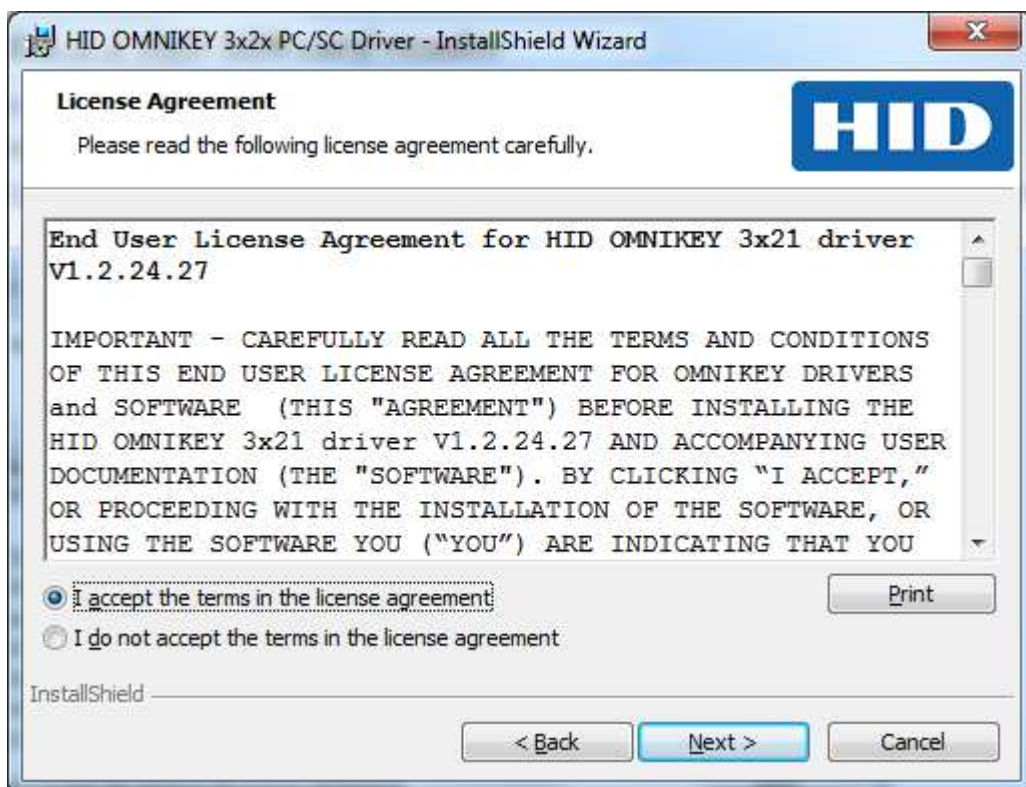 HID OMNIKEY 3x2x PC/SC Driver - InstallShield Wizard
License Agreement
Please read the following license agreement carefully.
HID
End User License Agreement for HID OMNIKEY 3x21 driver
V1.2.24.27
IMPORTANT - CAREFULLY READ ALL THE TERMS AND CONDITIONS
OF THIS END USER LICENSE AGREEMENT FOR OMNIKEY DRIVERS
and SOFTWARE  (THIS "AGREEMENT") BEFORE INSTALLING THE
HID OMNIKEY 3x21 driver V1.2.24.27 AND ACCOMPANYING USER
DOCUMENTATION (THE "SOFTWARE"). BY CLICKING “I ACCEPT,”
OR PROCEEDING WITH THE INSTALLATION OF THE SOFTWARE, OR
USING THE SOFTWARE YOU (“YOU”) ARE INDICATING THAT YOU
I accept the terms in the license agreement
Print
I do not accept the terms in the license agreement
InstallShield
< Back
Next >
Cancel